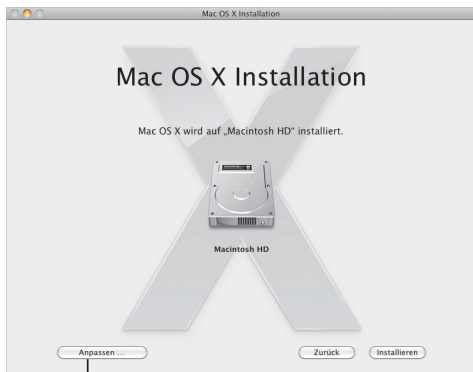 Mac OS X Installation
Mac OS X Installation
Mac OS X wird auf „Macintosh HD“ installiert.
Macintosh HD
Anpassen ...
Zurück
Installieren